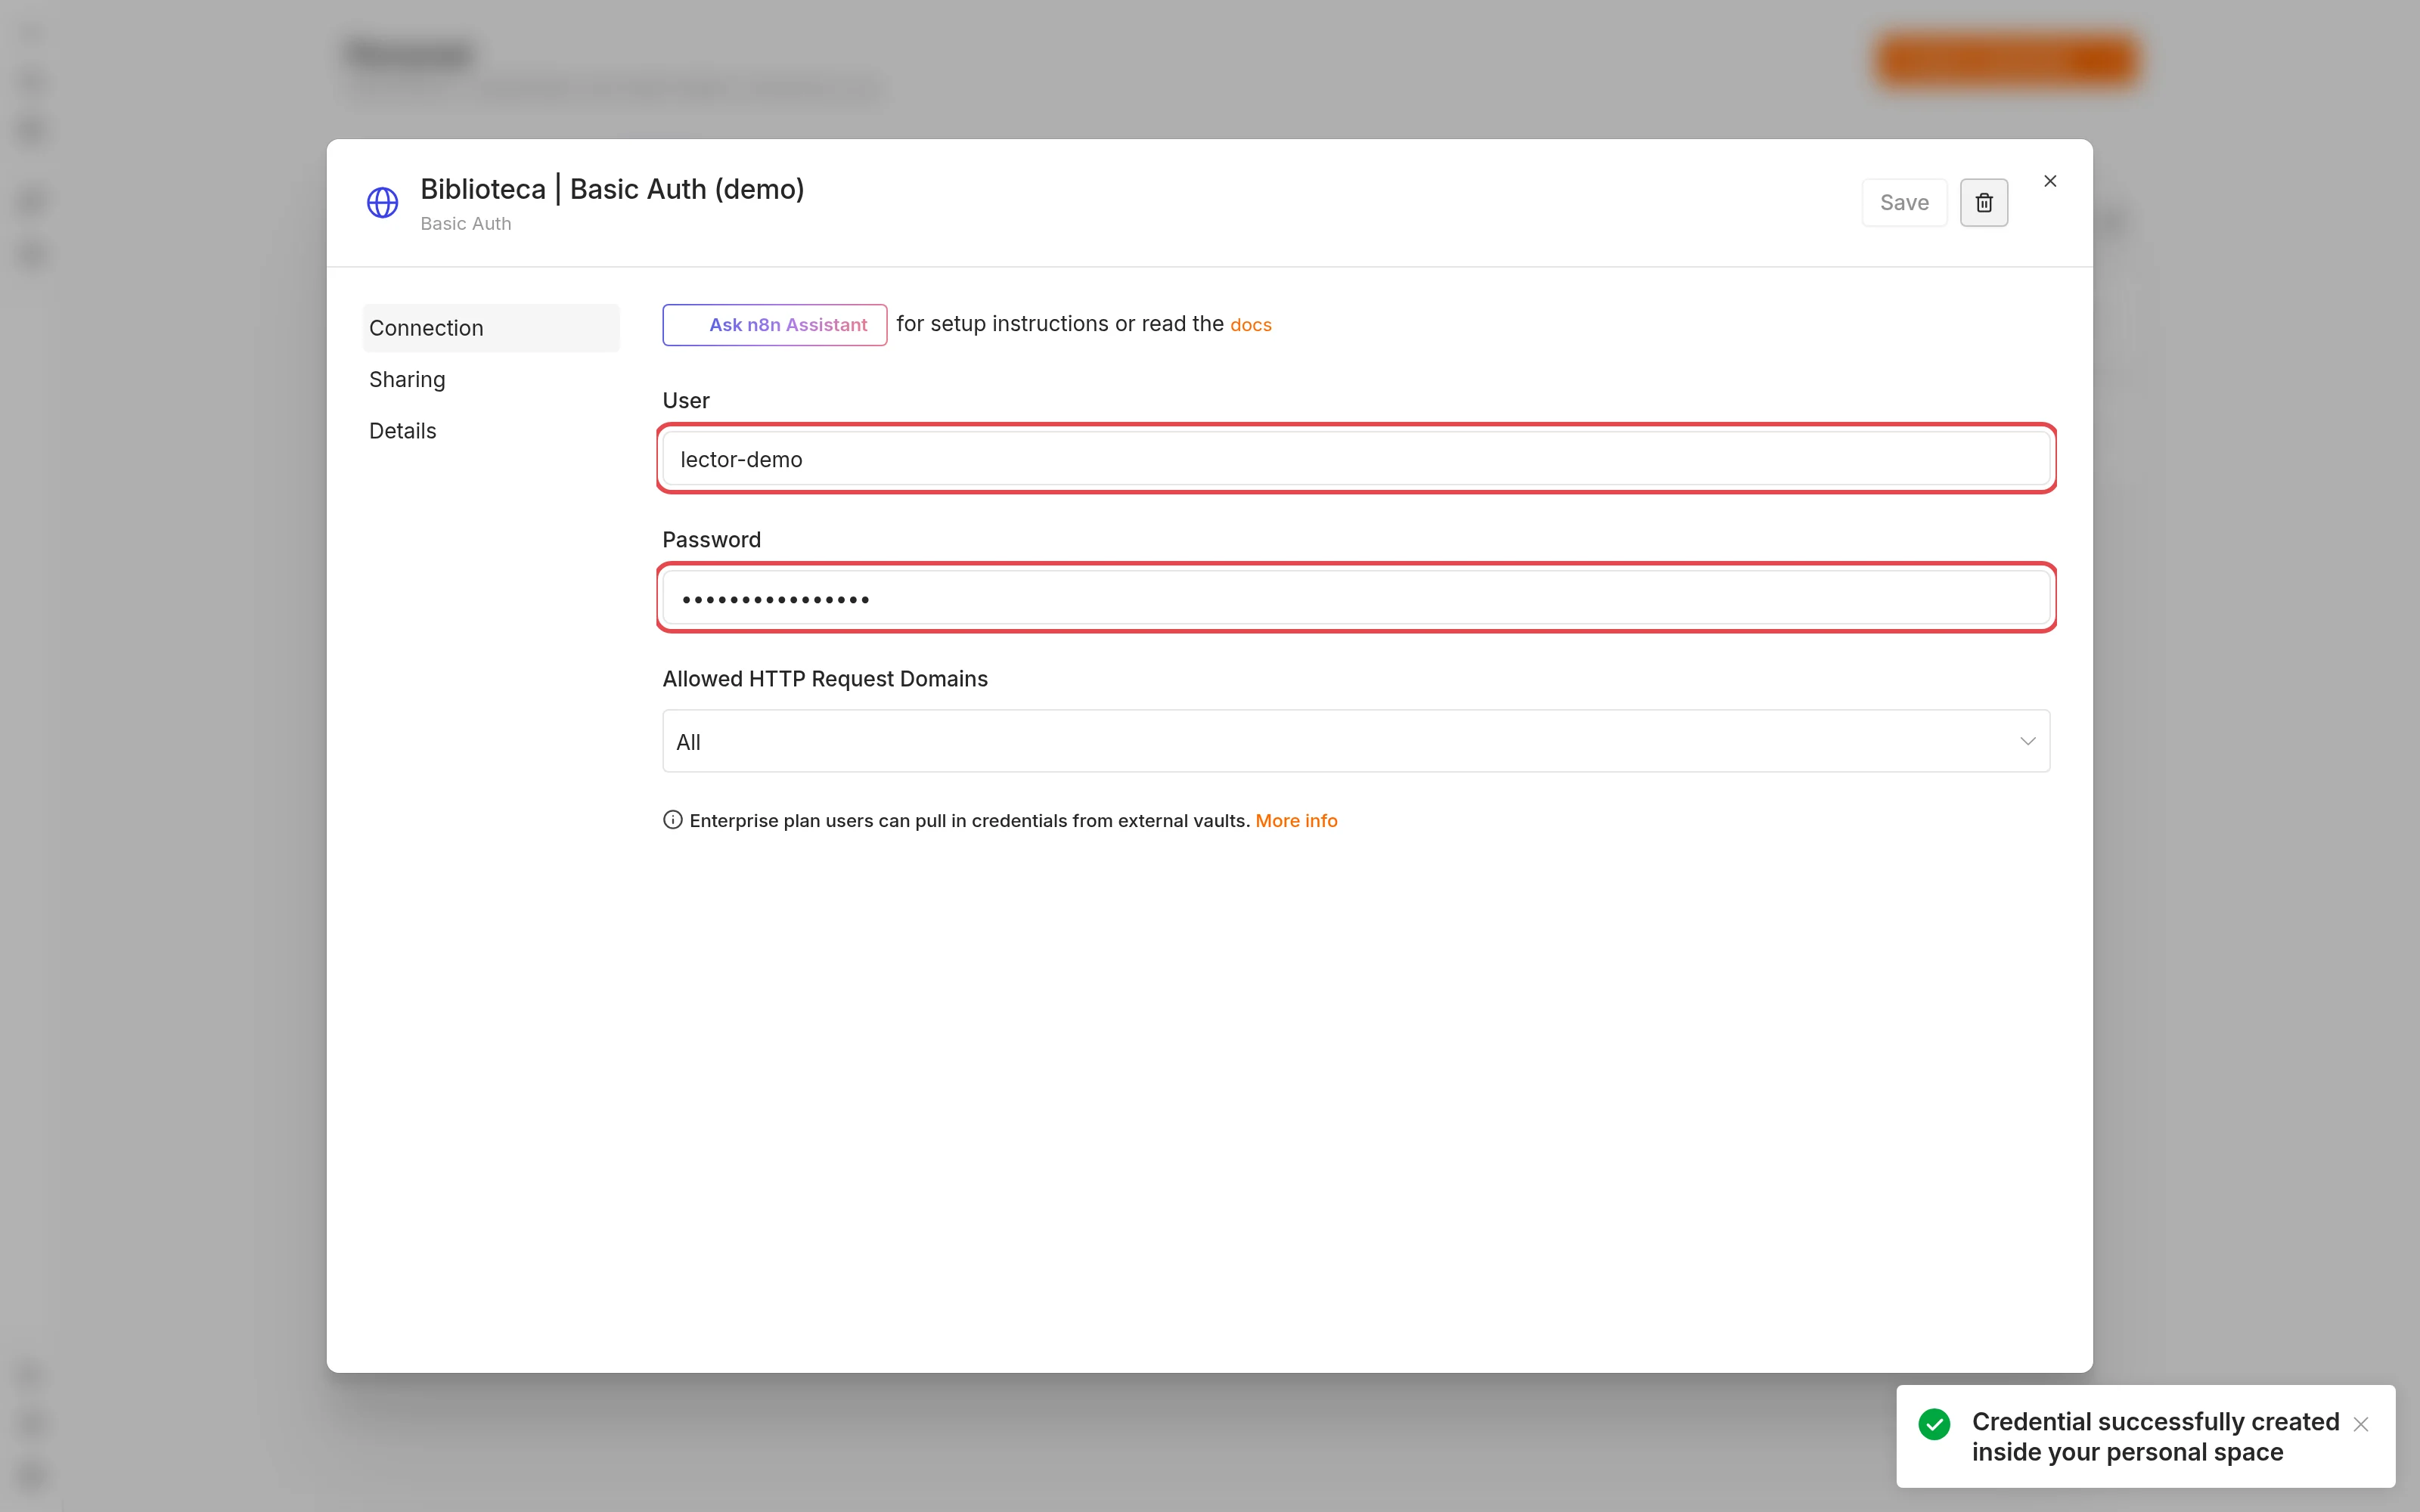 Biblioteca | Basic Auth (demo)
Basic Auth
Save
Connection
Sharing
Details
Ask n8n Assistant for setup instructions or read the docs
User
lector-demo
Password
••••••••••••••••
Allowed HTTP Request Domains
All
Enterprise plan users can pull in credentials from external vaults. More info
Credential successfully created
inside your personal space